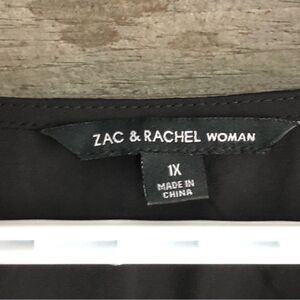 ZAC & RACHEL WOMAN
1X
MADE IN
CHINA